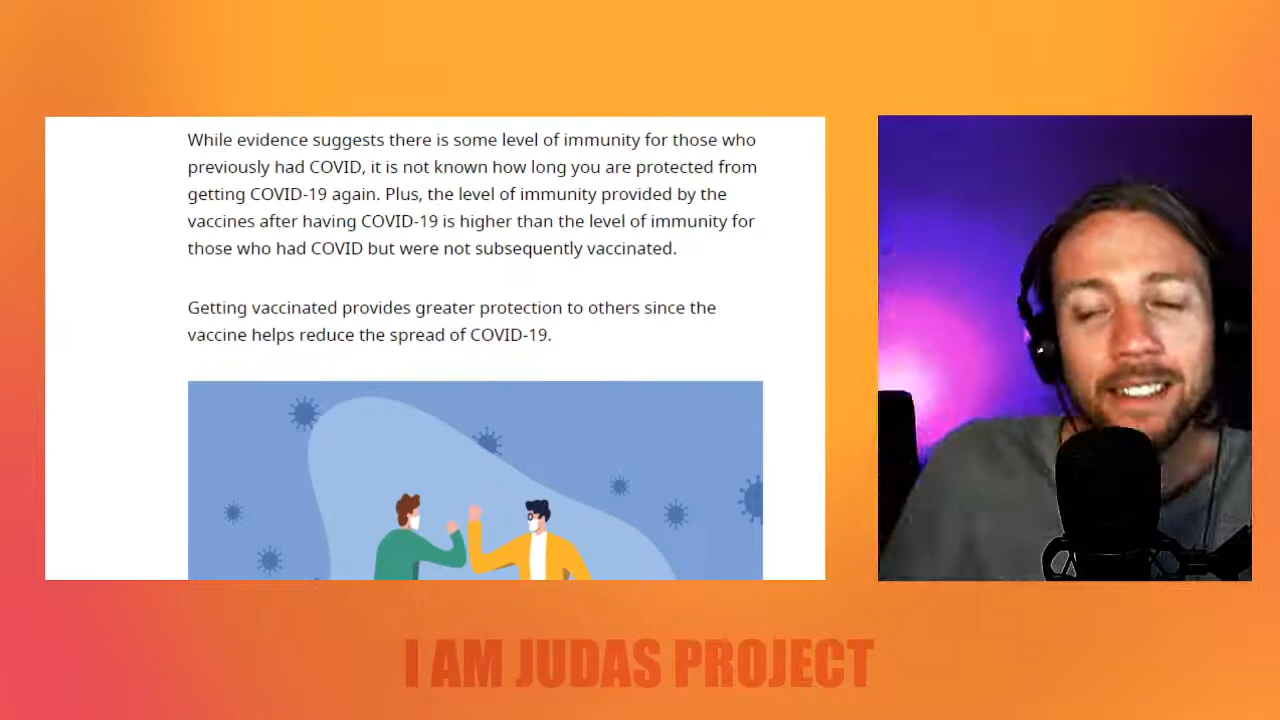 While evidence suggests there is some level of immunity for those who
previously had COVID, it is not known how long you are protected from
getting COVID-19 again. Plus, the level of immunity provided by the
vaccines after having COVID-19 is higher than the level of immunity for
those who had COVID but were not subsequently vaccinated.
Getting vaccinated provides greater protection to others since the
vaccine helps reduce the spread of COVID-19.
I AM JUDAS PROJECT